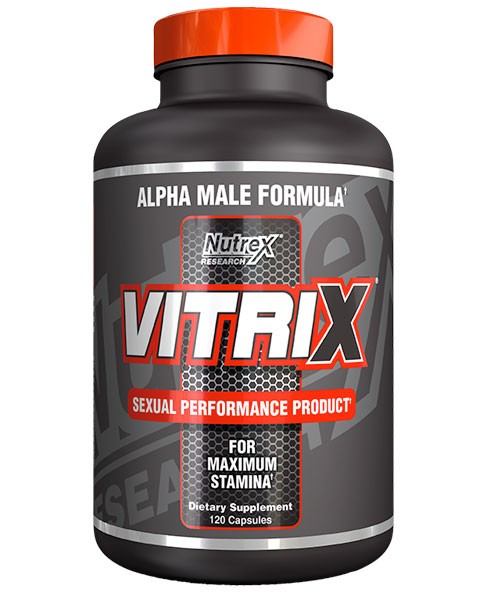 ALPHA MALE FORMULA†
NutreX
RESEARCH
VITRIX®
SEXUAL PERFORMANCE PRODUCT†
FOR
MAXIMUM
STAMINA†
Dietary Supplement
120 Capsules